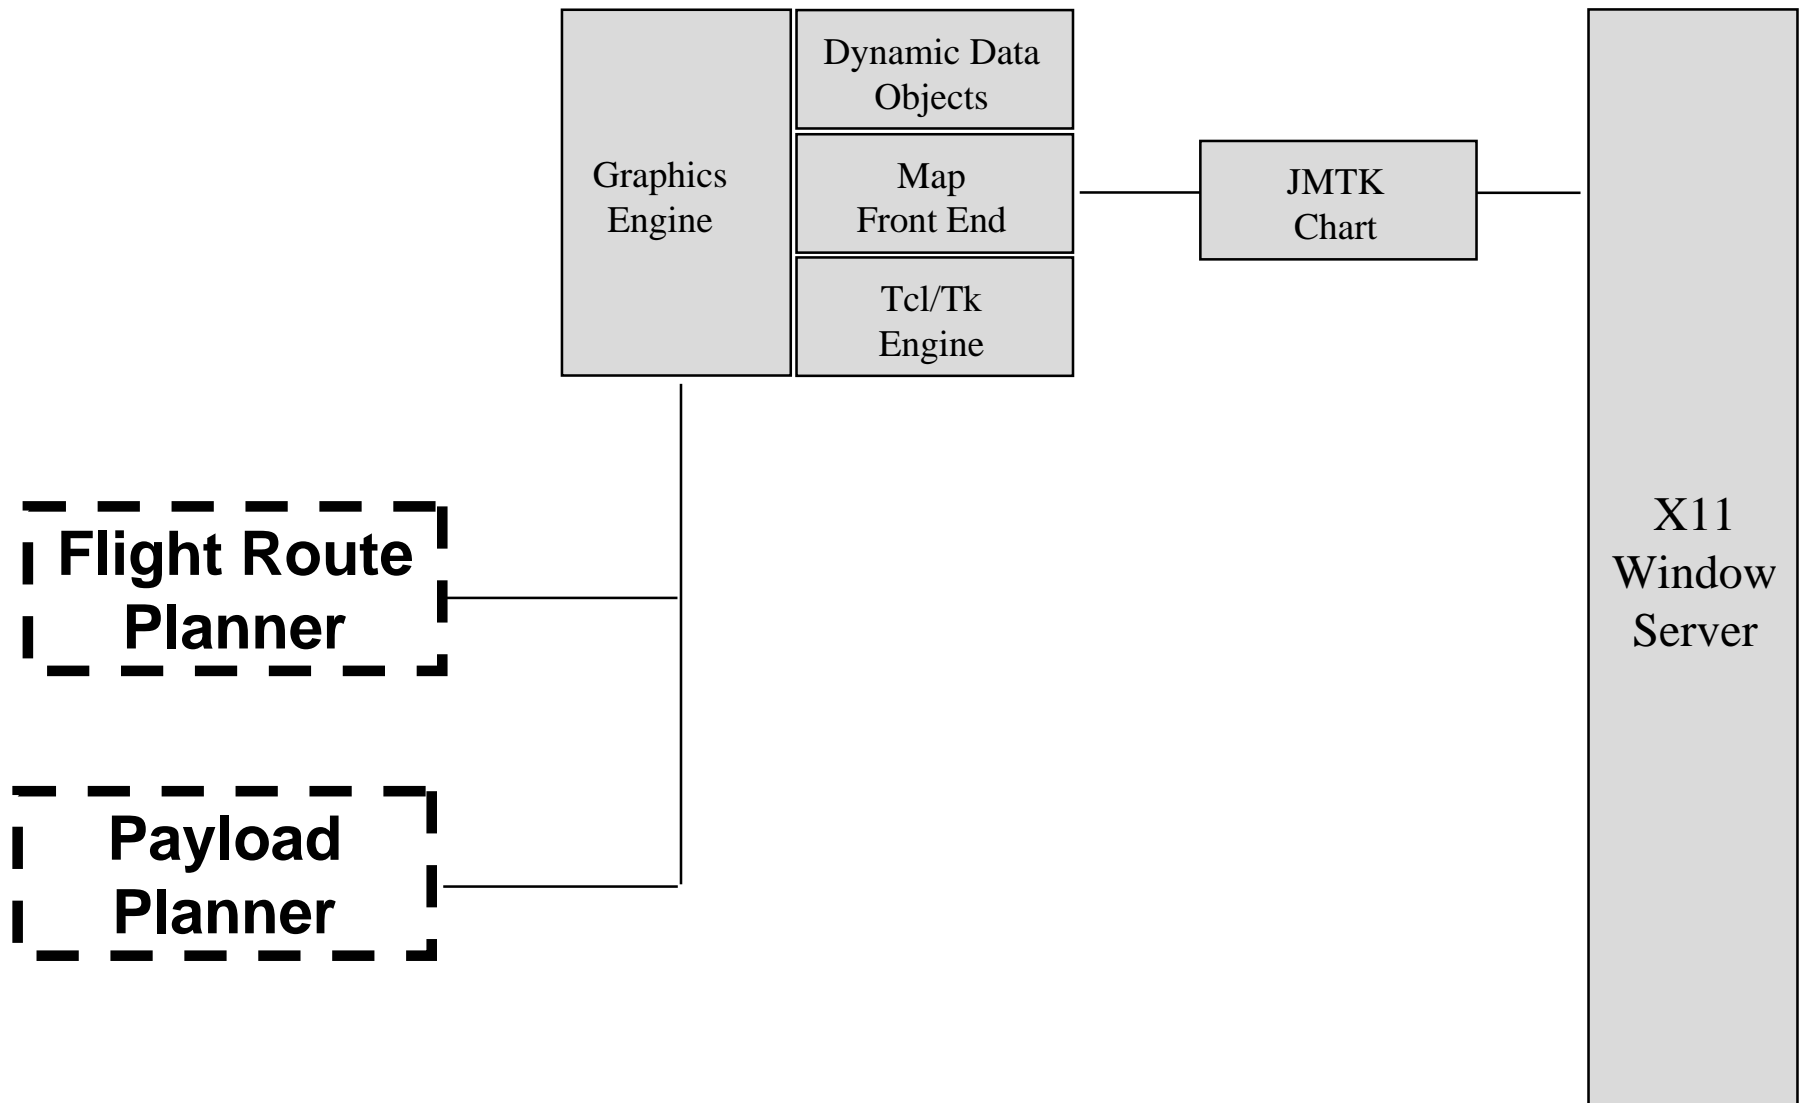 Dynamic Data
Objects
Graphics
Engine
Map
Front End
Tcl/Tk
Engine
JMTK
Chart
X11
Window
Server
Flight Route
Planner
Payload
Planner